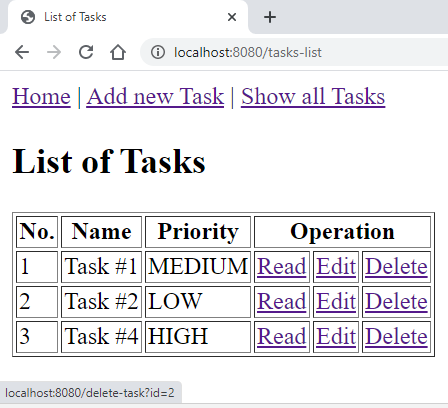 List of Tasks
localhost:8080/tasks-list
Home | Add new Task | Show all Tasks
List of Tasks
No. Name Priority Operation
1 Task #1 MEDIUM Read Edit Delete
2 Task #2 LOW Read Edit Delete
3 Task #4 HIGH Read Edit Delete
localhost:8080/delete-task?id=2